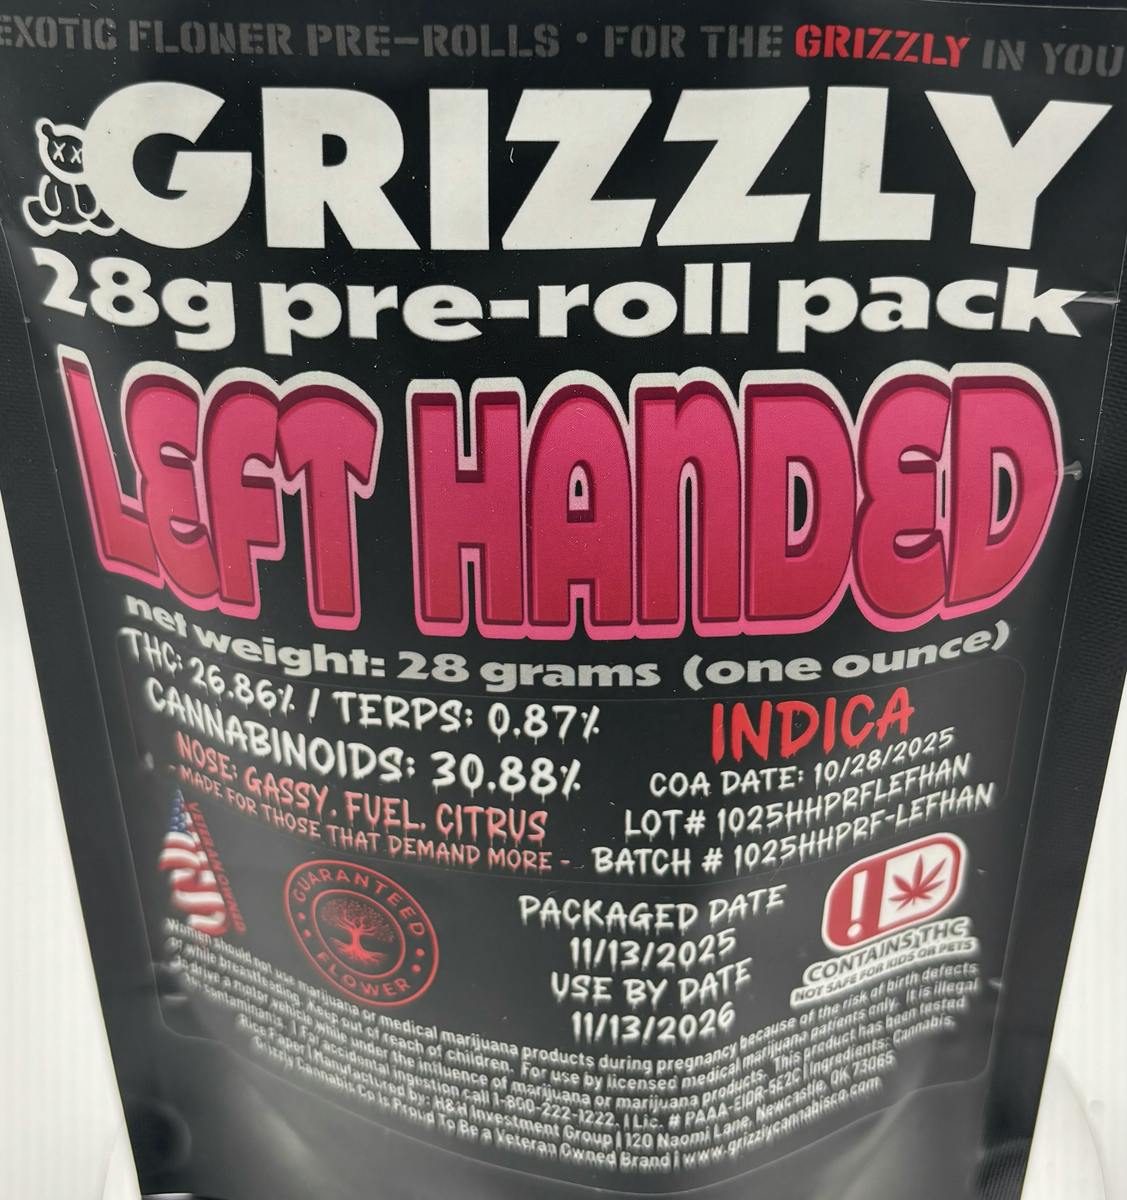 EXOTIC FLOWER PRE-ROLLS • FOR THE GRIZZLY IN YOU
GRIZZLY
28g pre-roll pack
LEFT HANDED
net weight: 28 grams (one ounce)
THC: 26.86% / TERPS: 0.87%
CANNABINOIDS: 30.88%
NOSE: GASSY, FUEL, CITRUS
- MADE FOR THOSE THAT DEMAND MORE -
INDICA
COA DATE: 10/28/2025
LOT# 1025HHPRFLEFHAN
BATCH # 1025HHPRF-LEFHAN
VETERAN OWNED
GUARANTEED
FLOWER
PACKAGED DATE
11/13/2025
USE BY DATE
11/13/2026
CONTAINS THC
NOT SAFE FOR KIDS OR PETS
Women should not use marijuana or medical marijuana products during pregnancy because of the risk of birth defects
or while breastfeeding. Keep out of reach of children. For use by licensed medical marijuana patients only. It is illegal
to drive a motor vehicle while under the influence of marijuana or marijuana products. This product has been tested
for contaminants. | For accidental ingestion call 1-800-222-1222. | Lic. # PAAA-EIDR-5E2C | Ingredients: Cannabis,
Rice Paper | Manufactured by: H&H Investment Group | 120 Naomi Lane, Newcastle, OK 73065
Grizzly Cannabis Co is Proud To Be a Veteran Owned Brand | www.grizzlycannabisco.com